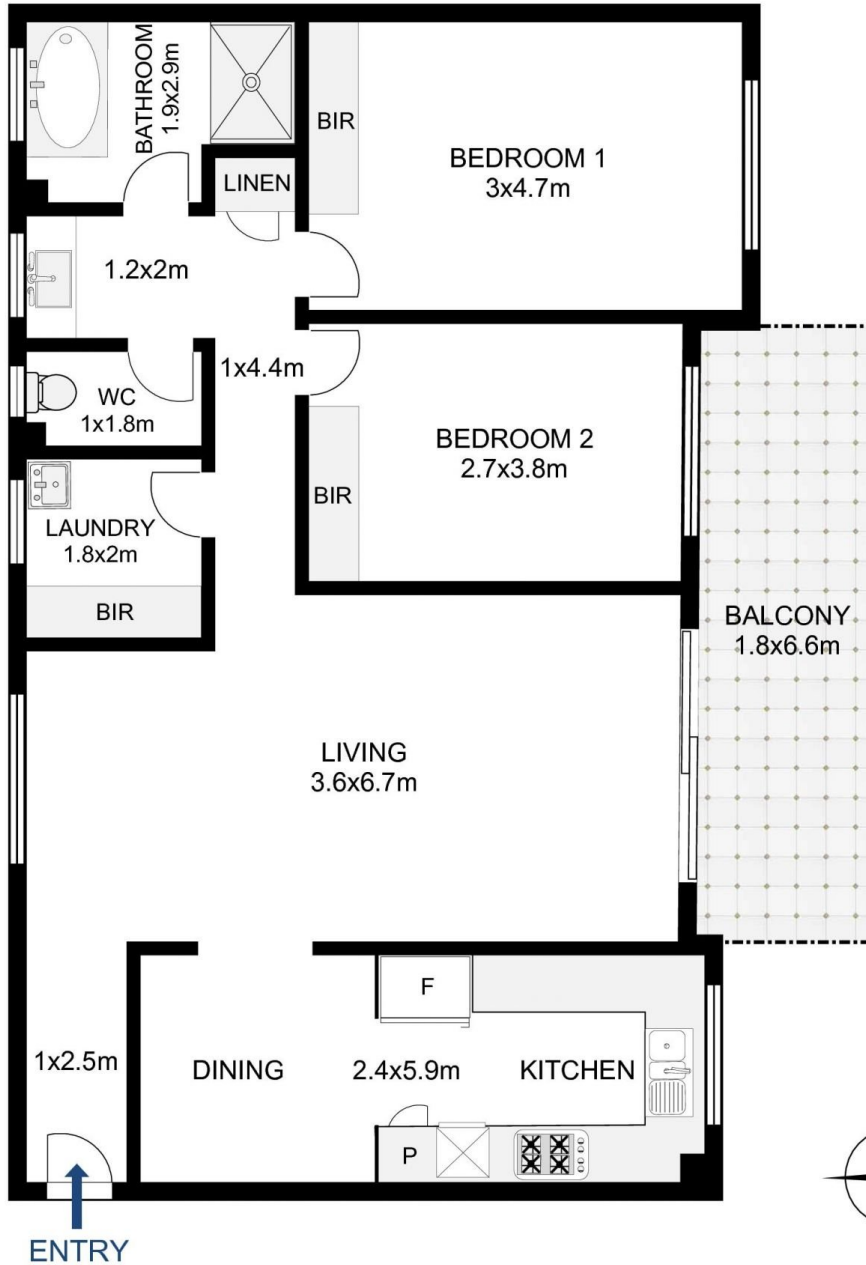 BATHROOM
1.9x2.9m
BIR
BEDROOM 1
3x4.7m
LINEN
1.2x2m
1x4.4m
WC
1x1.8m
BEDROOM 2
2.7x3.8m
BIR
LAUNDRY
1.8x2m
BIR
BALCONY
1.8x6.6m
LIVING
3.6x6.7m
F
1x2.5m
DINING
2.4x5.9m
KITCHEN
P
ENTRY